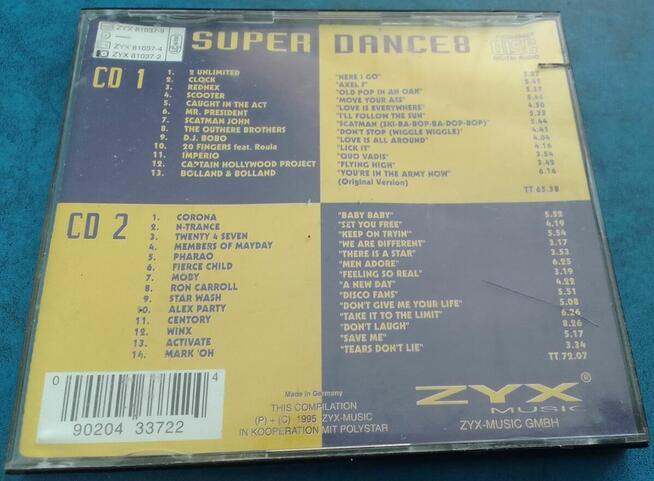 ZYX 81037-9
ZYX 81037-4
ZYX 81037-2
SUPER DANCE 8
COMPACT
DISC
DIGITAL AUDIO
CD 1
1. 2 UNLIMITED "HERE I GO" 5.27
2. CLOCK "AXEL F" 5.41
3. REDNEX "OLD POP IN AN OAK" 5.37
4. SCOOTER "MOVE YOUR ASS"
5. CAUGHT IN THE ACT "LOVE IS EVERYWHERE" 4.50
6. MR. PRESIDENT "I'LL FOLLOW THE SUN" 5.22
7. SCATMAN JOHN "SCATMAN (SKI-BA-BOP-BA-DOP-BOP)" 5.44
8. THE OUTHERE BROTHERS "DON'T STOP (WIGGLE WIGGLE)" 4.41
9. D.J. BOBO "LOVE IS ALL AROUND" 4.04
10. 20 FINGERS feat. Roula "LICK IT" 4.16
11. IMPERIO "QUO VADIS" 3.54
12. CAPTAIN HOLLYWOOD PROJECT "FLYING HIGH" 3.42
13. BOLLAND & BOLLAND "YOU'RE IN THE ARMY NOW" 6.16
(Original Version)
TT 65.38
CD 2
1. CORONA "BABY BABY" 5.52
2. N-TRANCE "SET YOU FREE" 4.19
3. TWENTY 4 SEVEN "KEEP ON TRYIN'" 5.54
4. MEMBERS OF MAYDAY "WE ARE DIFFERENT" 3.17
5. PHARAO "THERE IS A STAR" 3.53
6. FIERCE CHILD "MEN ADORE" 6.25
7. MOBY "FEELING SO REAL" 3.19
8. RON CARROLL "A NEW DAY" 4.22
9. STAR WASH "DISCO FANS" 5.51
10. ALEX PARTY "DON'T GIVE ME YOUR LIFE" 5.08
11. CENTORY "TAKE IT TO THE LIMIT" 6.24
12. WINX "DON'T LAUGH" 8.26
13. ACTIVATE "SAVE ME" 5.17
14. MARK 'OH "TEARS DON'T LIE" 3.34
TT 72.07
0 90204 33722 4
Made in Germany
THIS COMPILATION
(P) + (C) 1995 ZYX-MUSIC
IN KOOPERATION MIT POLYSTAR
ZYX®
MUSIC
ZYX-MUSIC GMBH